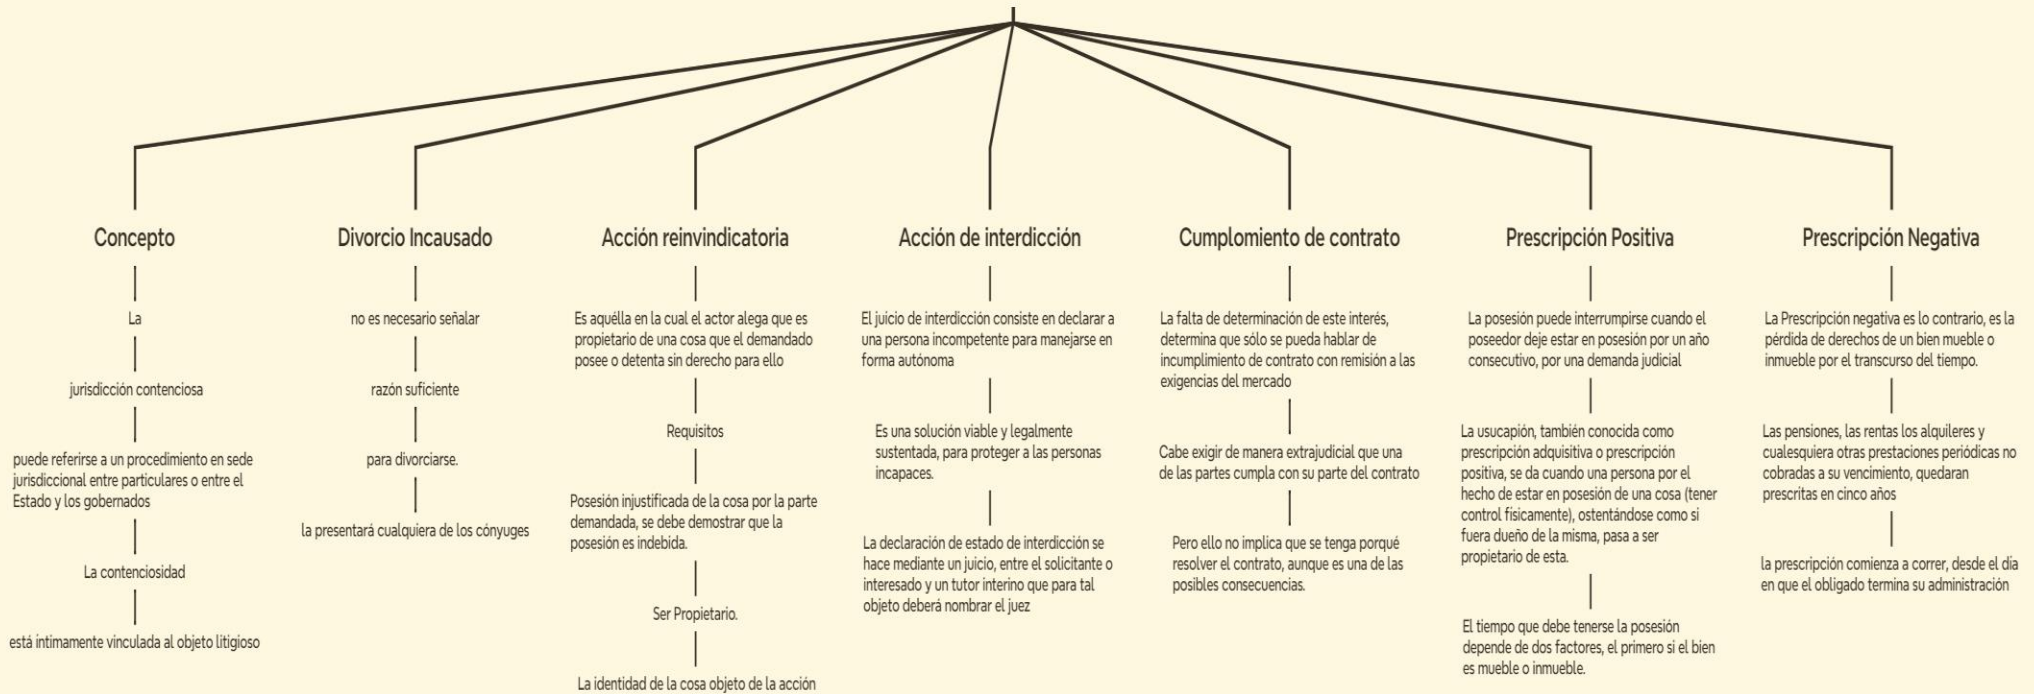 Concepto
La
jurisdicción contenciosa
puede referirse a un procedimiento en sede
jurisdiccional entre particulares o entre el
Estado y los gobernados
La contenciosidad
está intimamente vinculada al objeto litigioso
Divorcio Incausado
no es necesario señalar
razón suficiente
para divorciarse.
la presentará cualquiera de los cónyuges
Acción reinvindicatoria
Es aquélla en la cual el actor alega que es
propietario de una cosa que el demandado
posee o detenta sin derecho para ello
Requisitos
Posesión injustificada de la cosa por la parte
demandada, se debe demostrar que la
posesión es indebida.
Ser Propietario.
La identidad de la cosa objeto de la acción
Acción de interdicción
El juicio de interdicción consiste en declarar a
una persona incompetente para manejarse en
forma autónoma
Es una solución viable y legalmente
sustentada, para proteger a las personas
incapaces.
La declaración de estado de interdicción se
hace mediante un juicio, entre el solicitante o
interesado y un tutor interino que para tal
objeto deberá nombrar el juez
Cumplomiento de contrato
La falta de determinación de este interés,
determina que sólo se pueda hablar de
incumplimiento de contrato con remisión a las
exigencias del mercado
Cabe exigir de manera extrajudicial que una
de las partes cumpla con su parte del contrato
Pero ello no implica que se tenga porqué
resolver el contrato, aunque es una de las
posibles consecuencias.
Prescripción Positiva
La posesión puede interrumpirse cuando el
poseedor deje estar en posesión por un año
consecutivo, por una demanda judicial
La usucapión, también conocida como
prescripción adquisitiva o prescripción
positiva, se da cuando una persona por el
hecho de estar en posesión de una cosa (tener
control físicamente), ostentándose como si
fuera dueño de la misma, pasa a ser
propietario de esta.
El tiempo que debe tenerse la posesión
depende de dos factores, el primero si el bien
es mueble o inmueble.
Prescripción Negativa
La Prescripción negativa es lo contrario, es la
pérdida de derechos de un bien mueble o
inmueble por el transcurso del tiempo.
Las pensiones, las rentas los alquileres y
cualesquiera otras prestaciones periódicas no
cobradas a su vencimiento, quedaran
prescritas en cinco años
la prescripción comienza a correr, desde el día
en que el obligado termina su administración